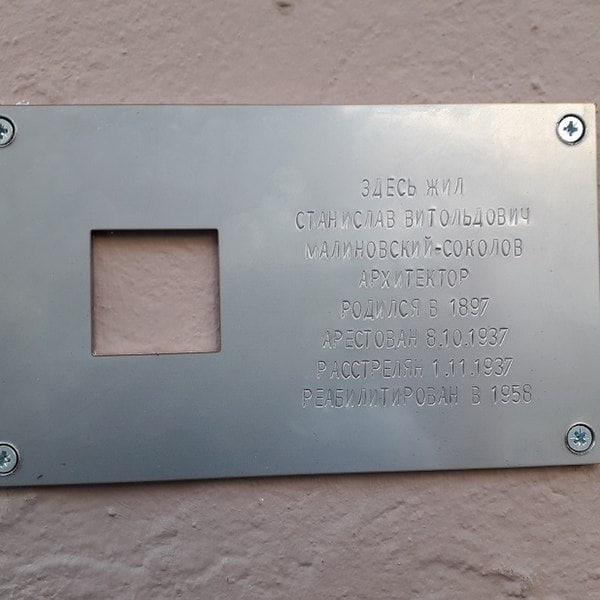 ЗДЕСЬ ЖИЛ
СТАНИСЛАВ ВИТОЛЬДОВИЧ
МАЛИНОВСКИЙ-СОКОЛОВ
АРХИТЕКТОР
РОДИЛСЯ В 1897
АРЕСТОВАН 8.10.1937
РАССТРЕЛЯН 1.11.1937
РЕАБИЛИТИРОВАН В 1958